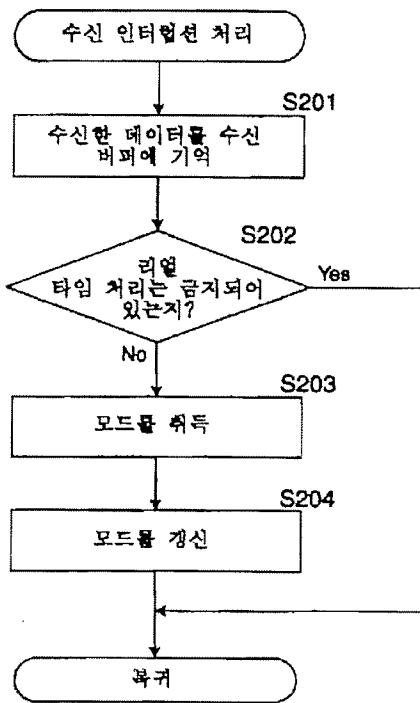 수신 인터럽션 처리
S201
수신한 데이터를 수신
버퍼에 기억
S202
리얼
타임 처리는 금지되어
있는지?
Yes
No
S203
모드를 취득
S204
모드를 갱신
복귀